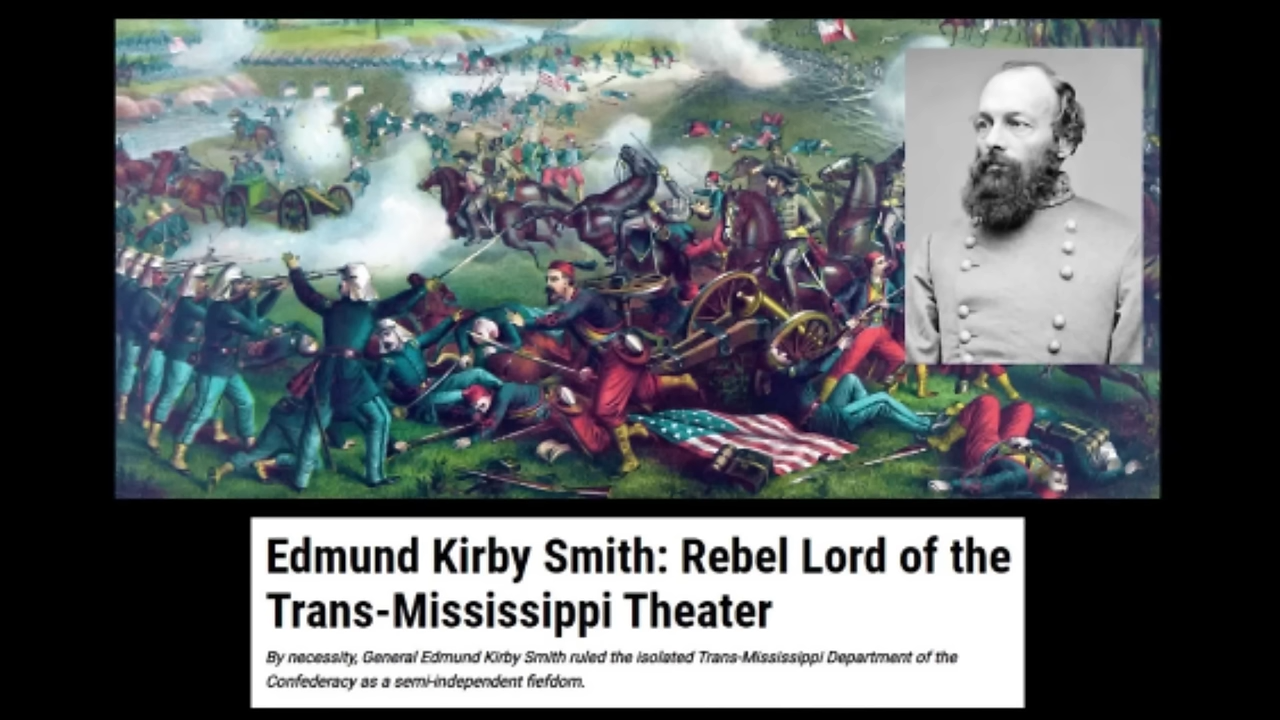 Edmund Kirby Smith: Rebel Lord of the
Trans-Mississippi Theater
By necessity, General Edmund Kirby Smith ruled the isolated Trans-Mississippi Department of the
Confederacy as a semi-independent fiefdom.